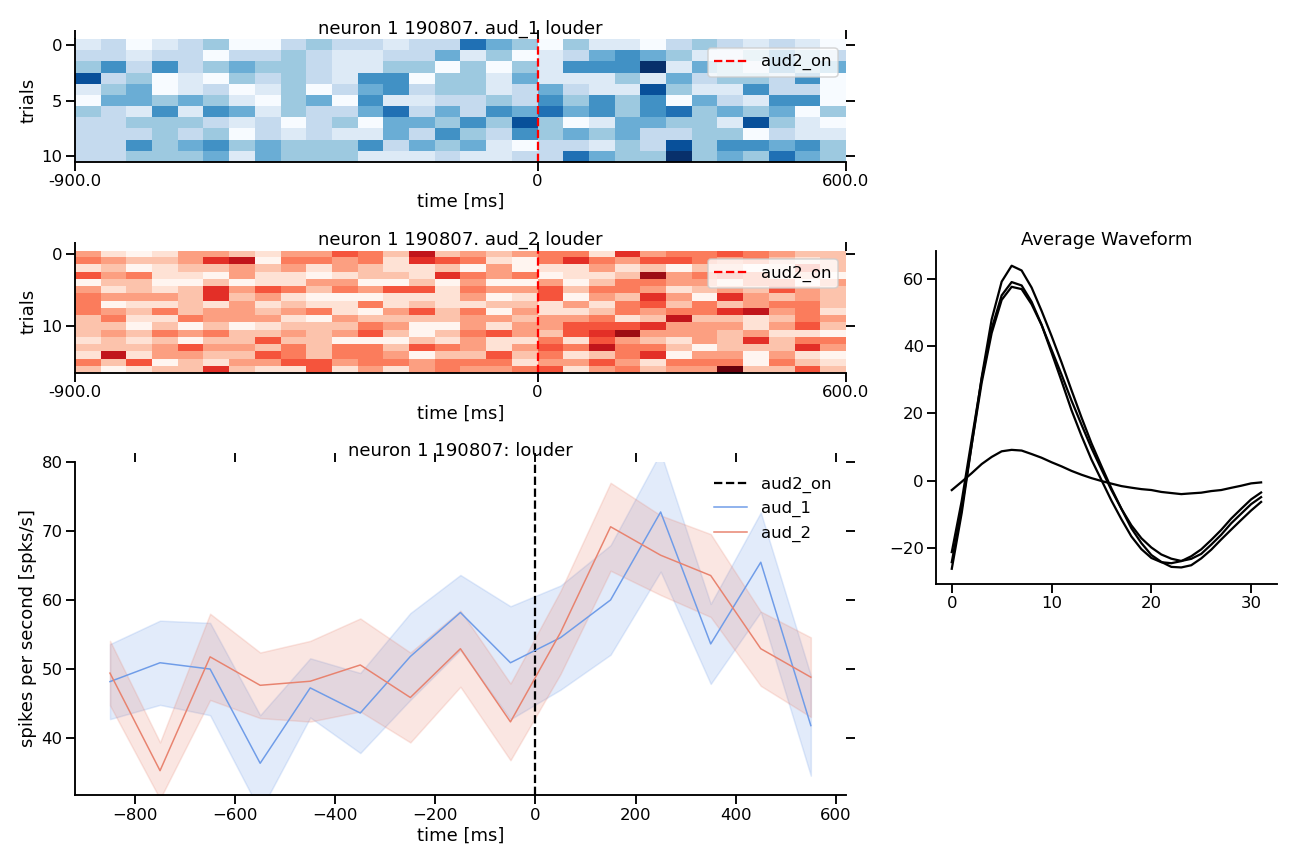 neuron 1 190807. aud_1 louder
aud2_on
trials
0
5
10
-900.0
0
600.0
time [ms]
neuron 1 190807. aud_2 louder
aud2_on
trials
0
10
-900.0
0
600.0
time [ms]
neuron 1 190807: louder
aud2_on
aud_1
aud_2
spikes per second [spks/s]
80
70
60
50
40
−800
−600
−400
−200
0
200
400
600
time [ms]
Average Waveform
60
40
20
0
−20
0
10
20
30